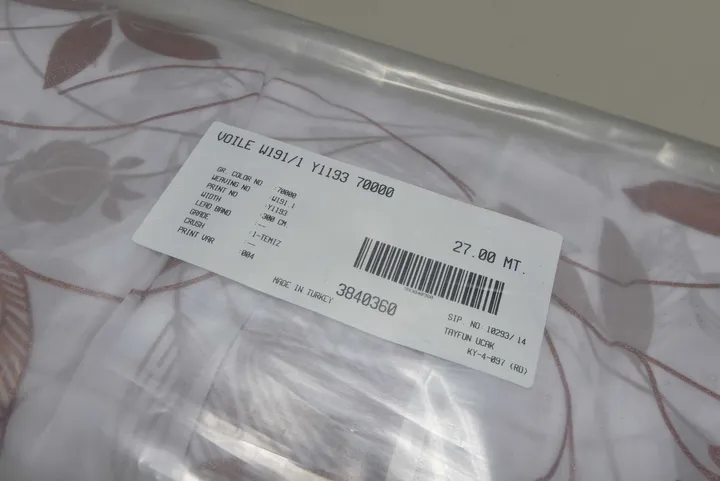 VOILE W191/1 Y1193 70000
GR. COLOR NO :70000
WEAVING NO :W191.1
PRINT NO :Y1193
WIDTH :300 CM
LEAD BAND :--
GRADE :1-TEMIZ
CRUSH :--
PRINT VAR :004
27.00 MT.
MADE IN TURKEY 3840360
SIP. NO 10293/14
TAYFUN UCAK
KY-4-097 (RD)